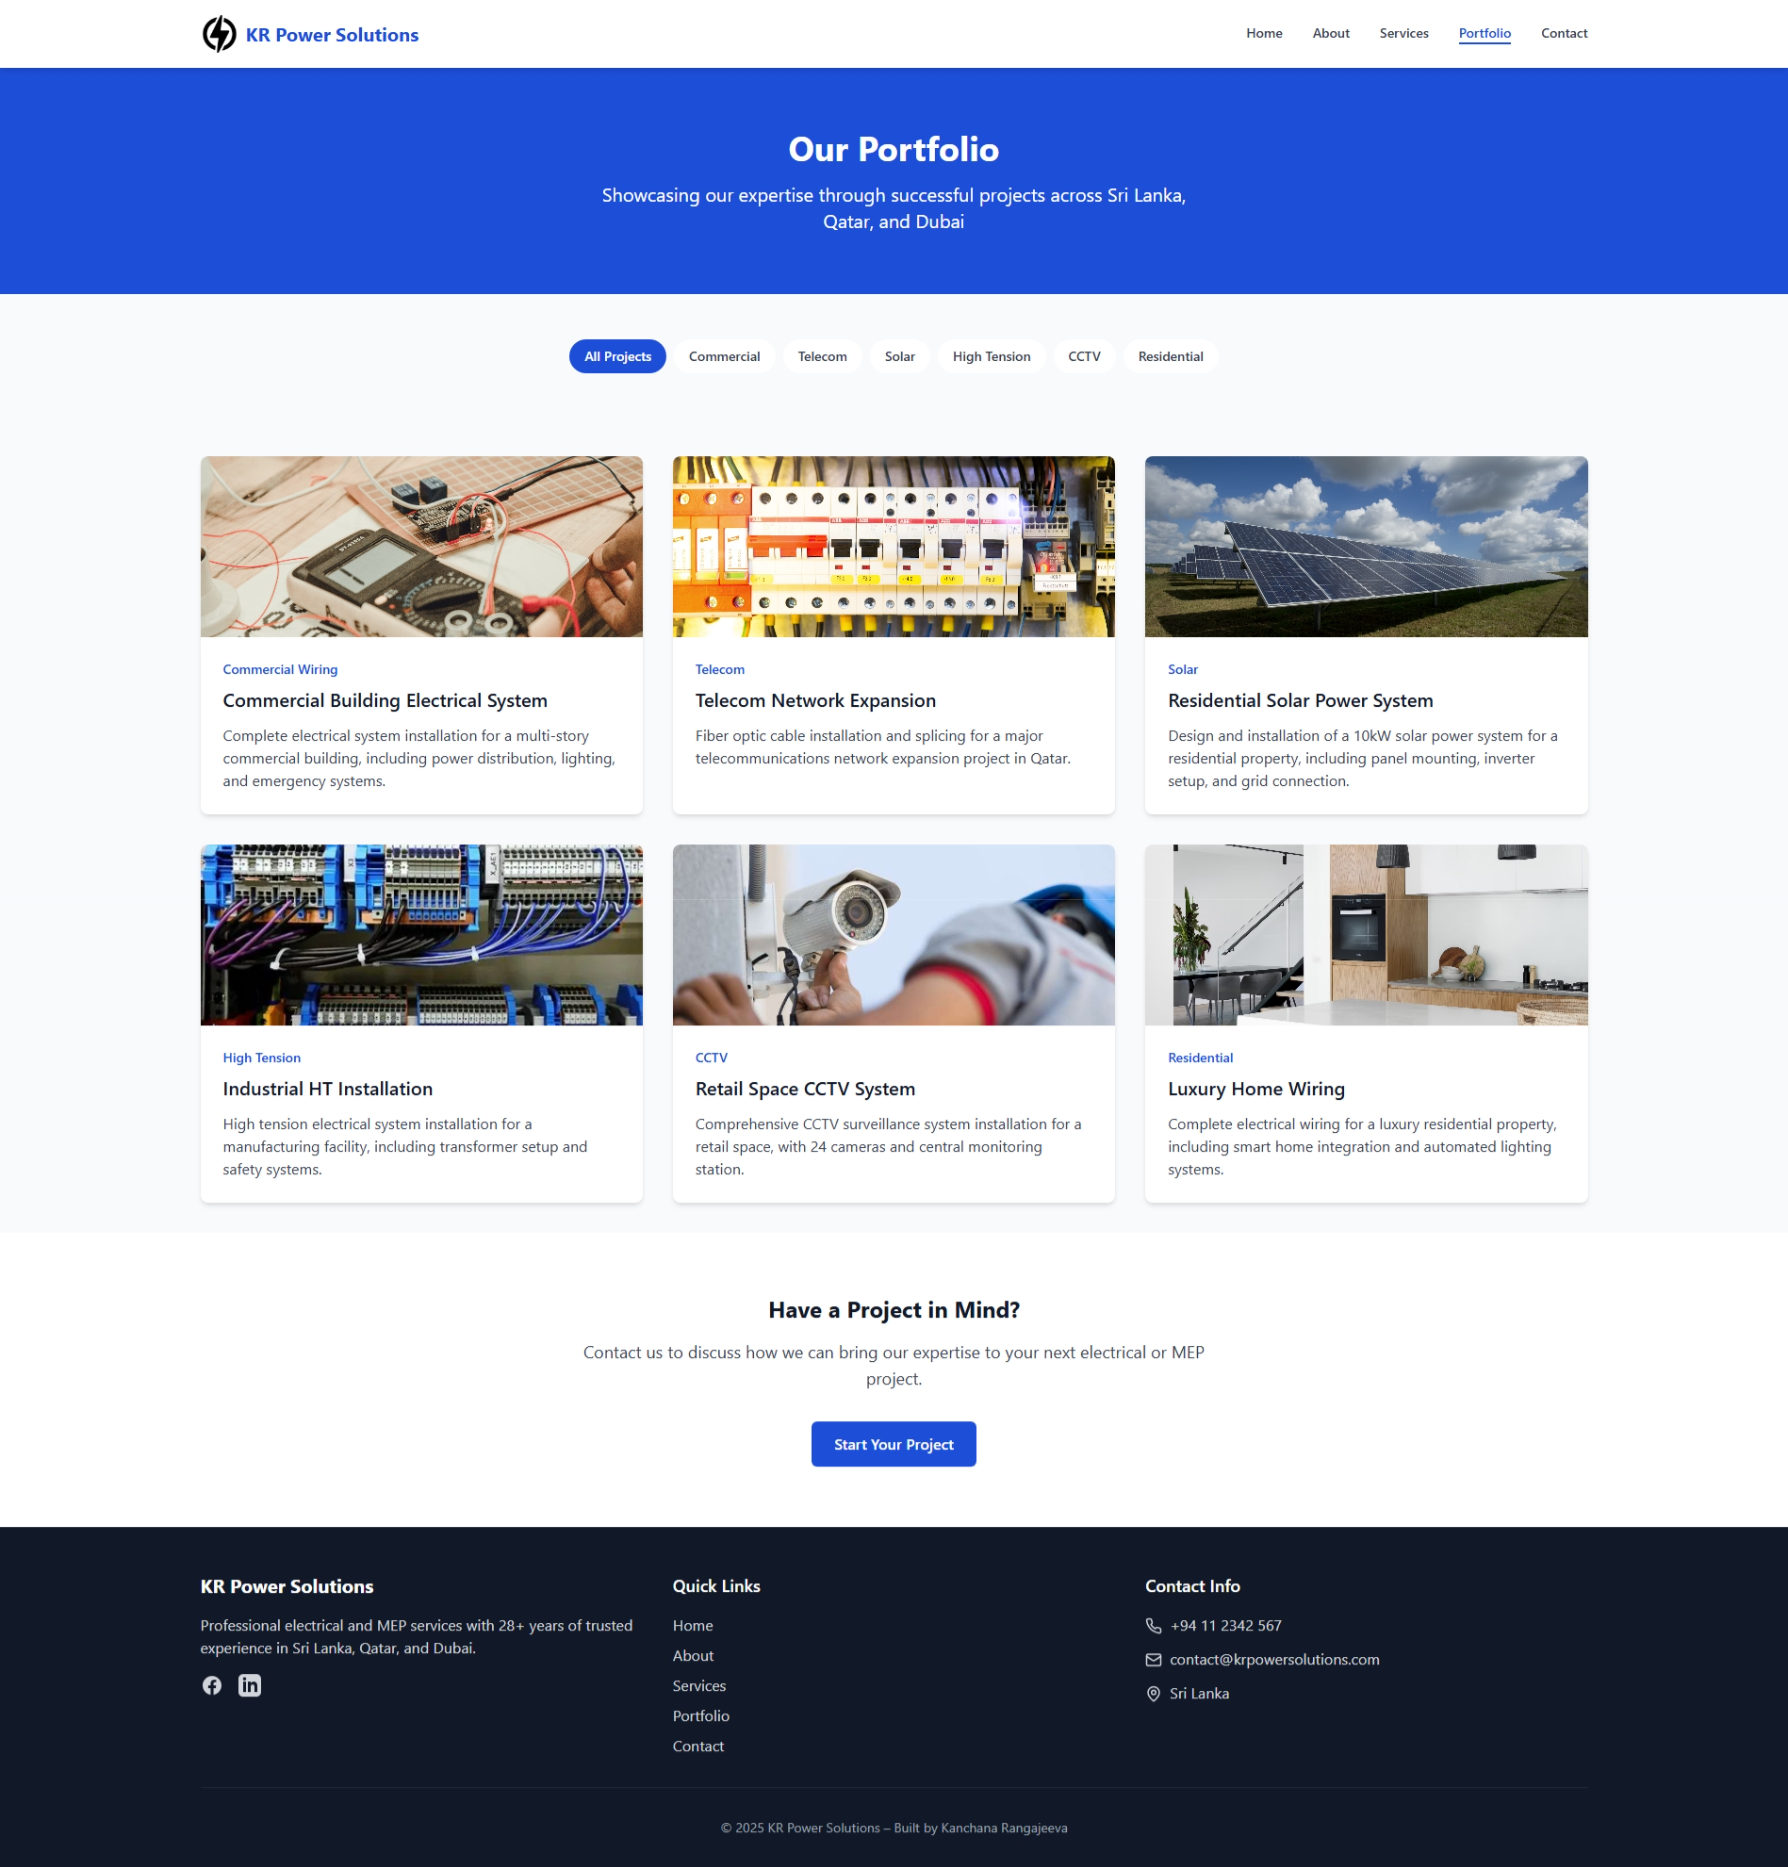 KR Power Solutions
Home
About
Services
Portfolio
Contact
Our Portfolio
Showcasing our expertise through successful projects across Sri Lanka,
Qatar, and Dubai
All Projects
Commercial
Telecom
Solar
High Tension
CCTV
Residential
Commercial Wiring
Commercial Building Electrical System
Complete electrical system installation for a multi-story
commercial building, including power distribution, lighting,
and emergency systems.
Telecom
Telecom Network Expansion
Fiber optic cable installation and splicing for a major
telecommunications network expansion project in Qatar.
Solar
Residential Solar Power System
Design and installation of a 10kW solar power system for a
residential property, including panel mounting, inverter
setup, and grid connection.
High Tension
Industrial HT Installation
High tension electrical system installation for a
manufacturing facility, including transformer setup and
safety systems.
CCTV
Retail Space CCTV System
Comprehensive CCTV surveillance system installation for a
retail space, with 24 cameras and central monitoring
station.
Residential
Luxury Home Wiring
Complete electrical wiring for a luxury residential property,
including smart home integration and automated lighting
systems.
Have a Project in Mind?
Contact us to discuss how we can bring our expertise to your next electrical or MEP
project.
Start Your Project
KR Power Solutions
Professional electrical and MEP services with 28+ years of trusted
experience in Sri Lanka, Qatar, and Dubai.
Quick Links
Home
About
Services
Portfolio
Contact
Contact Info
+94 11 2342 567
contact@krpowersolutions.com
Sri Lanka
© 2025 KR Power Solutions – Built by Kanchana Rangajeeva